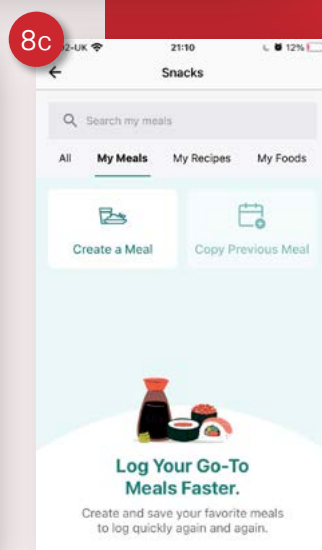 8c
2-UK 21:10 12%
Snacks
Search my meals
All My Meals My Recipes My Foods
Create a Meal Copy Previous Meal
Log Your Go-To
Meals Faster.
Create and save your favorite meals
to log quickly again and again.